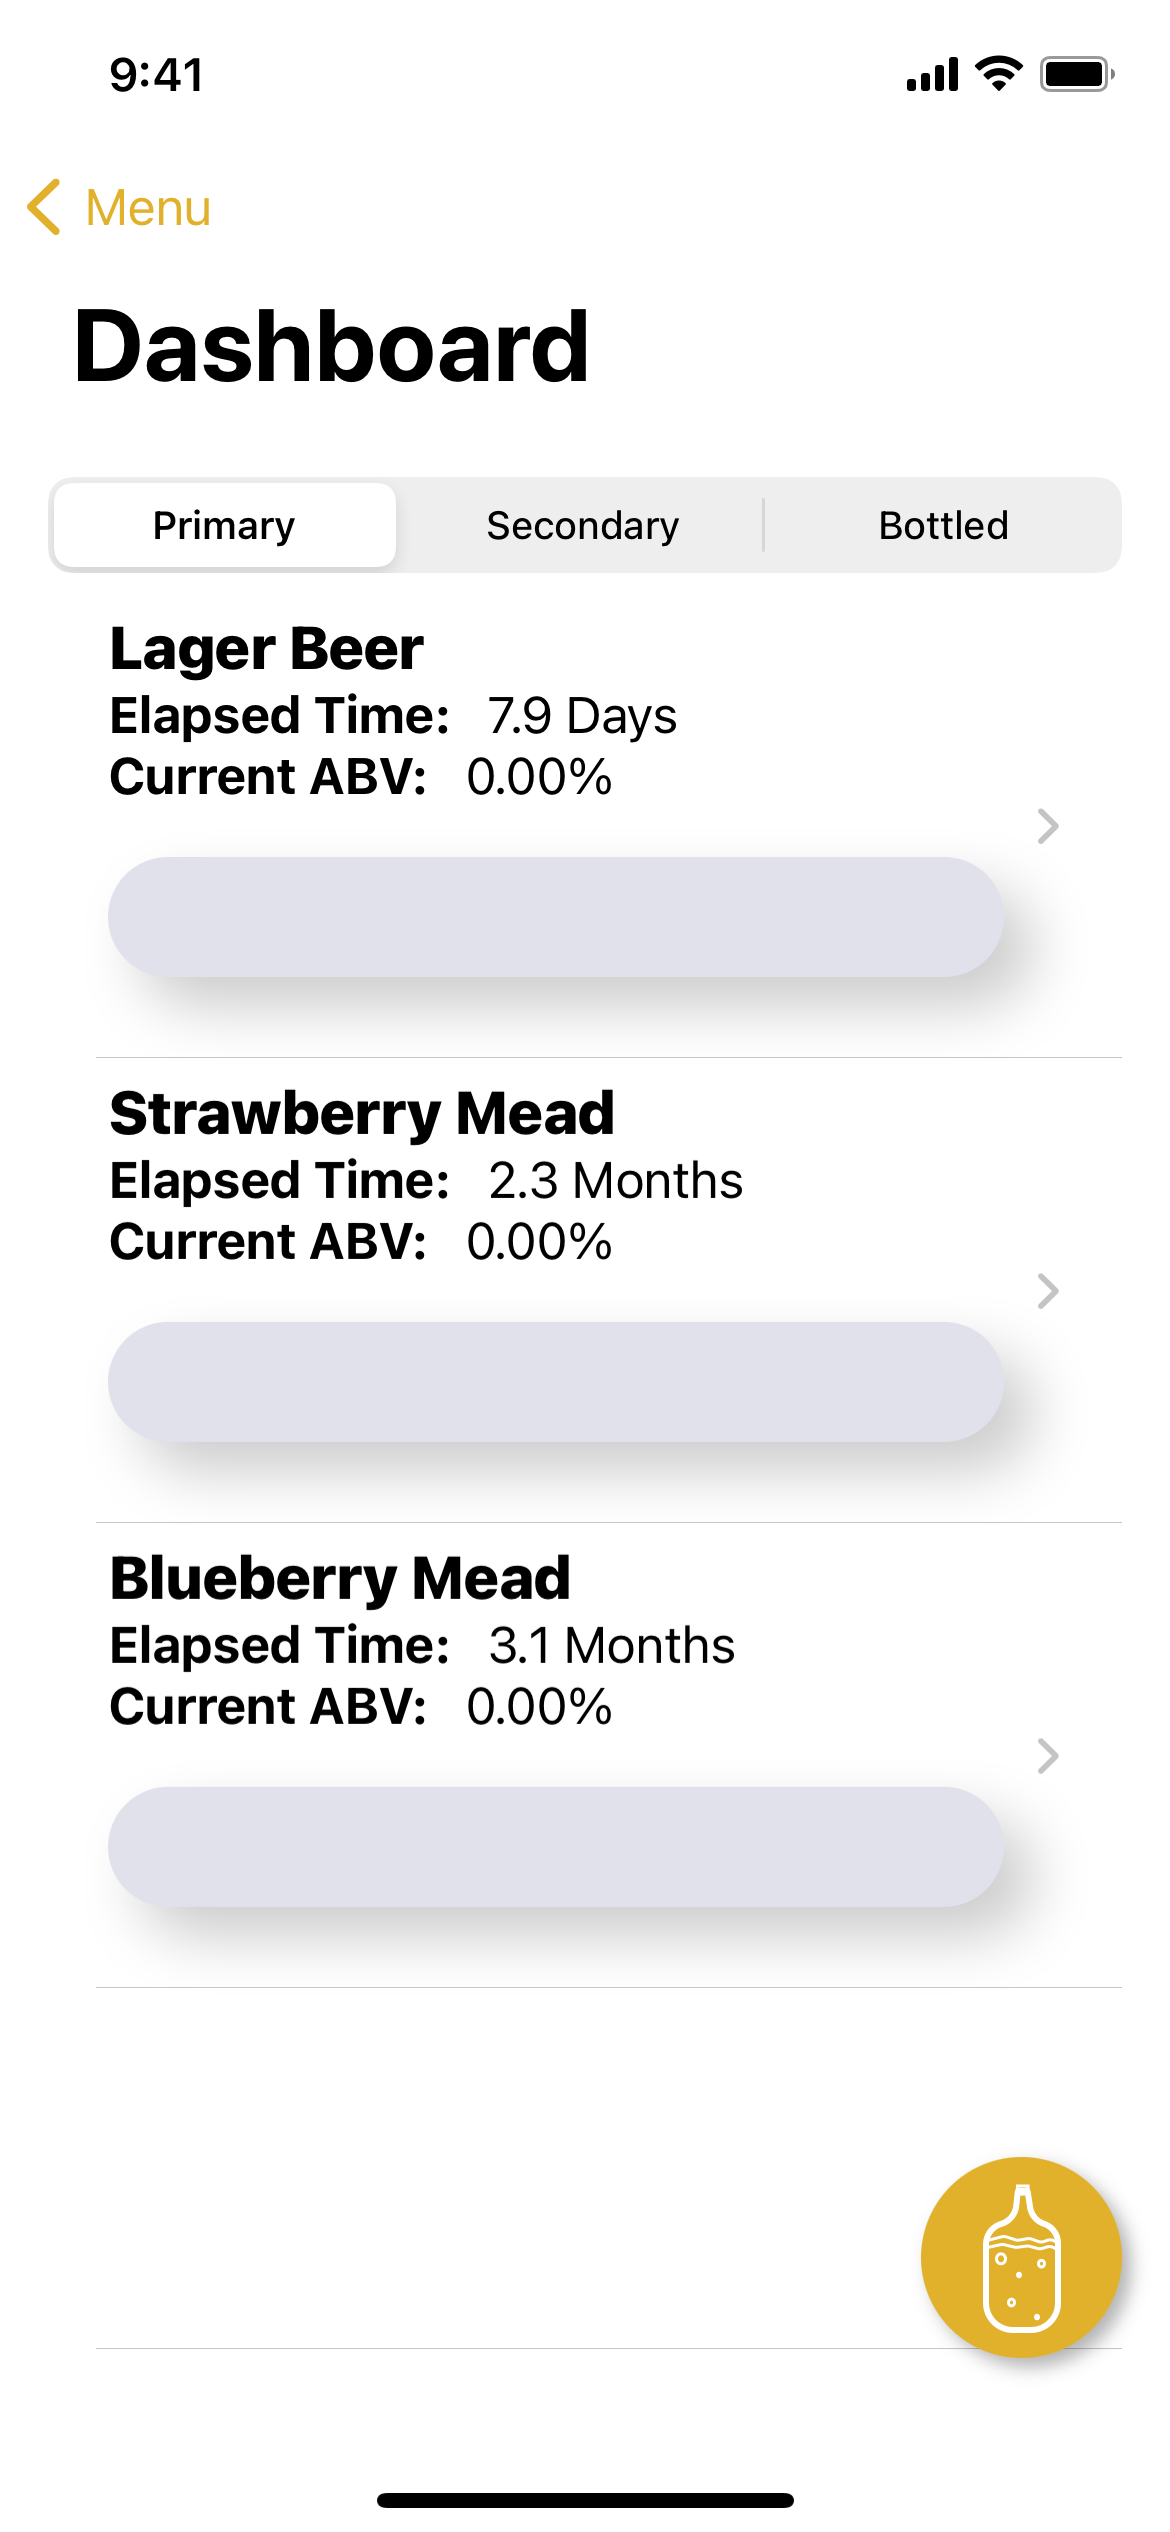 9:41
Menu
Dashboard
Primary Secondary Bottled
Lager Beer
Elapsed Time: 7.9 Days
Current ABV: 0.00%
Strawberry Mead
Elapsed Time: 2.3 Months
Current ABV: 0.00%
Blueberry Mead
Elapsed Time: 3.1 Months
Current ABV: 0.00%